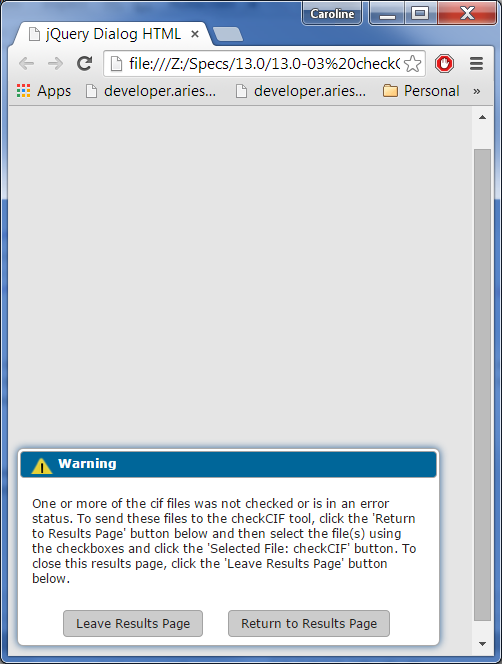 Caroline
jQuery Dialog HTML
file:///Z:/Specs/13.0/13.0-03%20checkC
Apps developer.aries... developer.aries... Personal »
Warning
One or more of the cif files was not checked or is in an error
status. To send these files to the checkCIF tool, click the 'Return
to Results Page' button below and then select the file(s) using
the checkboxes and click the 'Selected File: checkCIF' button. To
close this results page, click the 'Leave Results Page' button
below.
Leave Results Page Return to Results Page